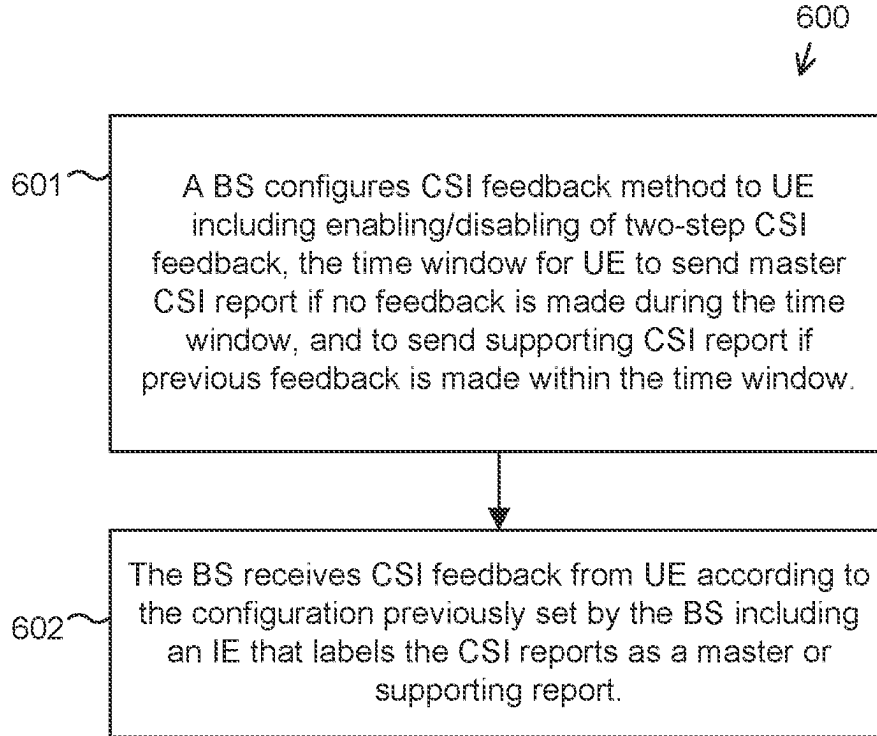 600
601
A BS configures CSI feedback method to UE
including enabling/disabling of two-step CSI
feedback, the time window for UE to send master
CSI report if no feedback is made during the time
window, and to send supporting CSI report if
previous feedback is made within the time window.
602
The BS receives CSI feedback from UE according to
the configuration previously set by the BS including
an IE that labels the CSI reports as a master or
supporting report.